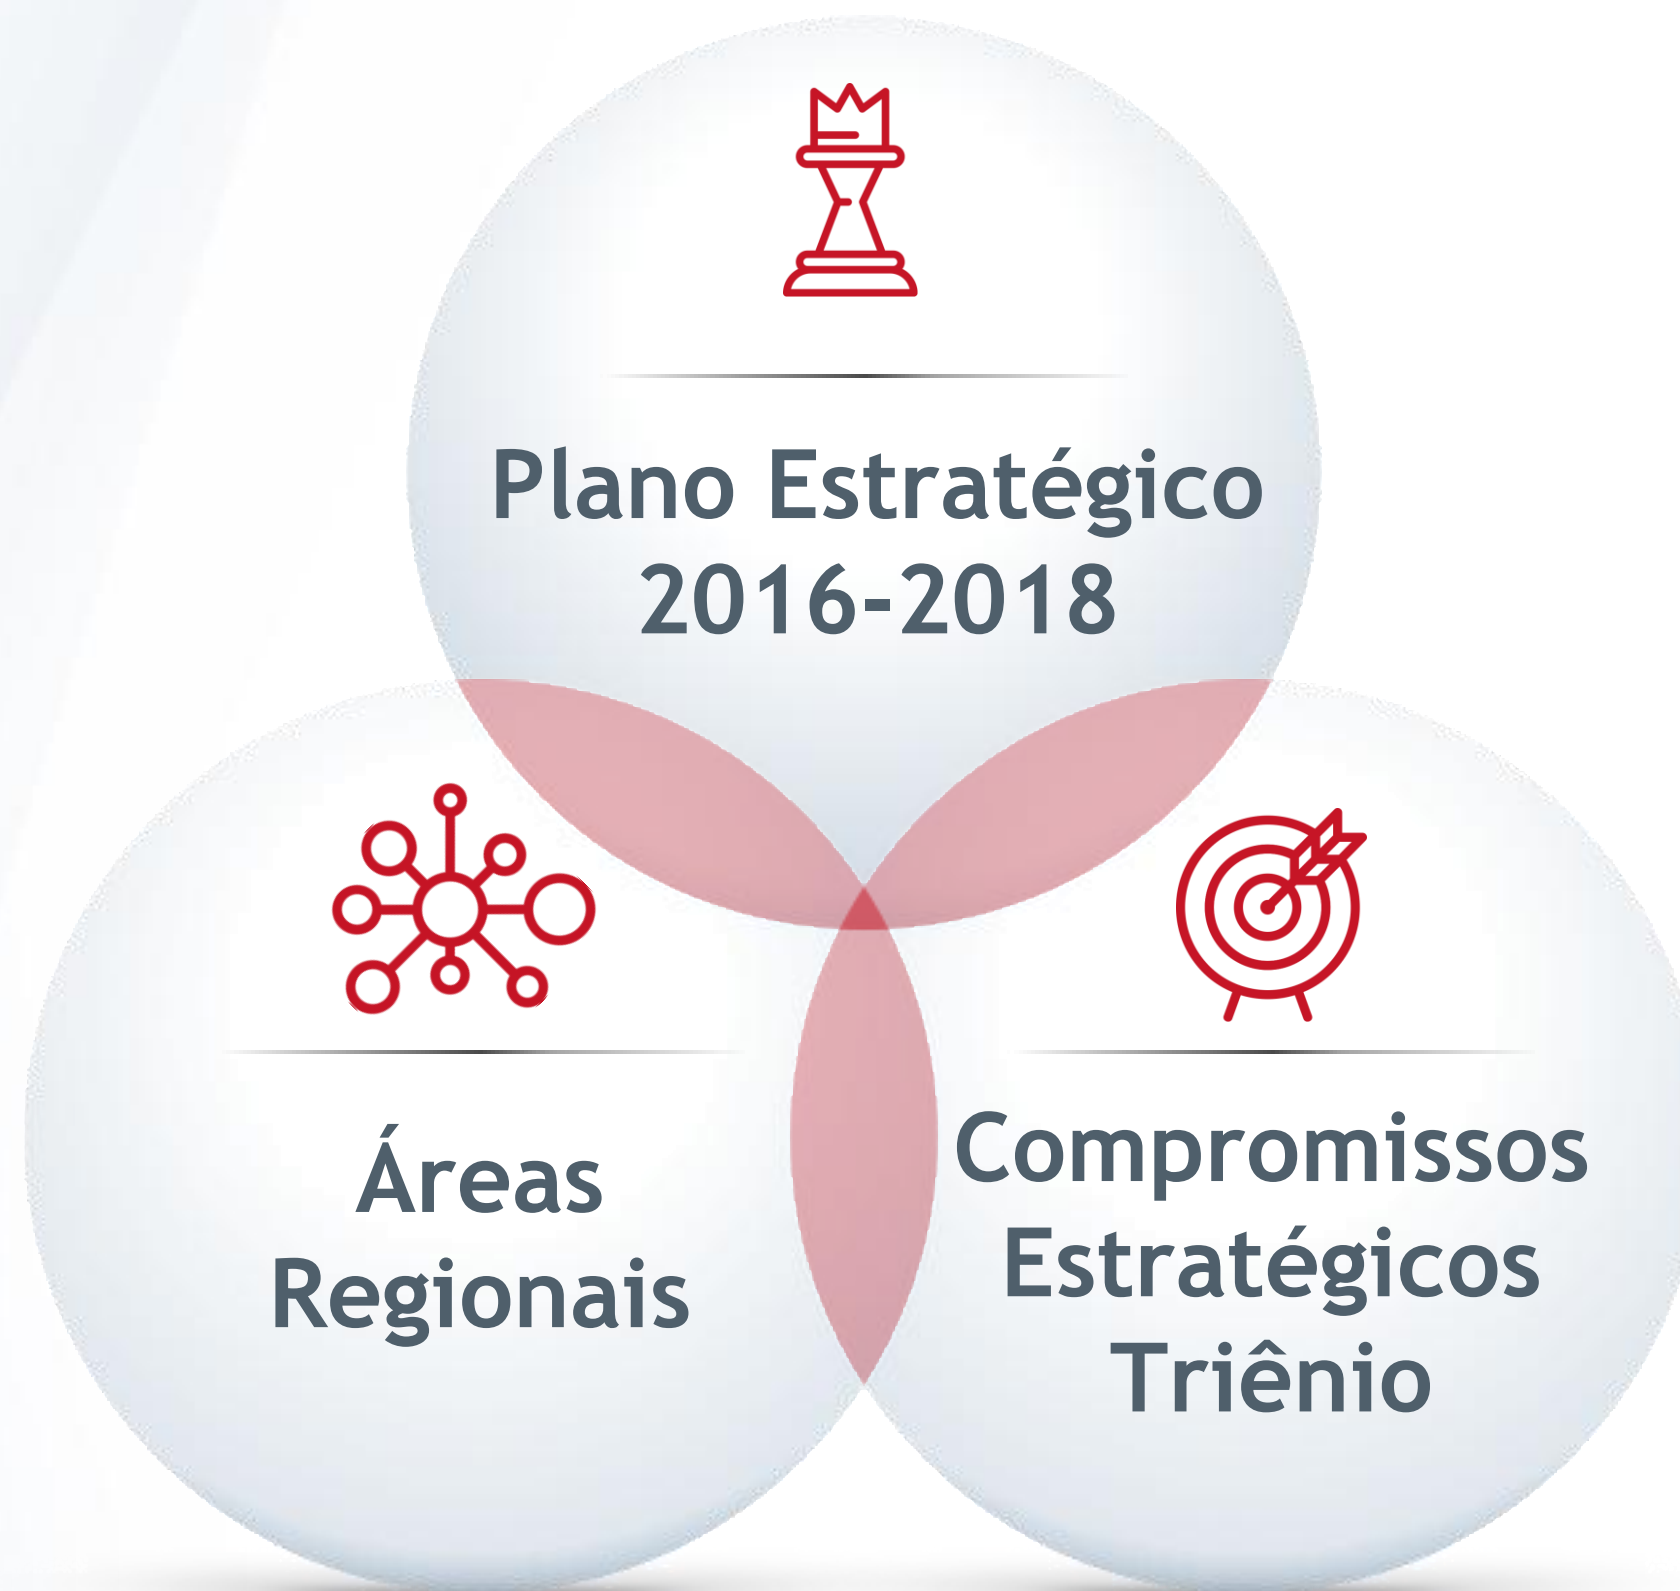 Plano Estratégico
2016-2018
Áreas
Regionais
Compromissos
Estratégicos
Triênio